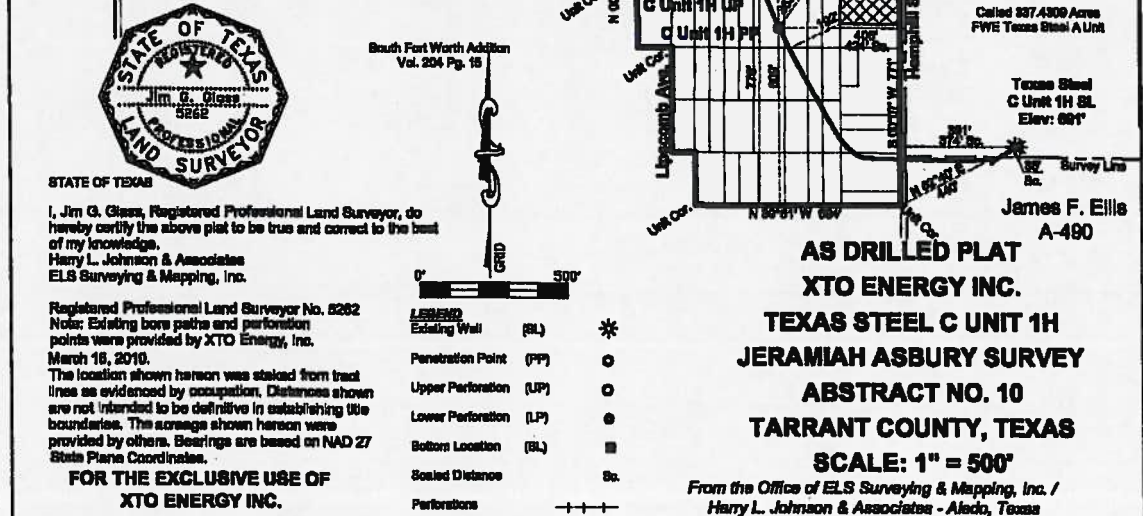 STATE OF TEXAS
REGISTERED
Jim G. Glass
5262
PROFESSIONAL
LAND SURVEYOR
South Fort Worth Addition
Vol. 204 Pg. 15
C Unit 1H UP
C Unit 1H PP
Unit Cor.
Unit Cor.
Lipscomb Ave.
Called 337.4309 Acres
FWE Texas Steel A Unit
Texas Steel
C Unit 1H SL
Elev: 691'
374' Sc.
Survey Line
Sc.
Unit Cor.
Unit Cor.
James F. Ellis
A-490
STATE OF TEXAS
I, Jim G. Glass, Registered Professional Land Surveyor, do
hereby certify the above plat to be true and correct to the best
of my knowledge.
Harry L. Johnson & Associates
ELS Surveying & Mapping, Inc.
Registered Professional Land Surveyor No. 5262
Note: Existing bore paths and perforation
points were provided by XTO Energy, Inc.
March 16, 2010.
The location shown hereon was staked from tract
lines as evidenced by occupation. Distances shown
are not intended to be definitive in establishing title
boundaries. The acreage shown hereon were
provided by others. Bearings are based on NAD 27
State Plane Coordinates.
FOR THE EXCLUSIVE USE OF
XTO ENERGY INC.
GRID
0' 500'
LEGEND
Existing Well (SL)
Penetration Point (PP)
Upper Perforation (UP)
Lower Perforation (LP)
Bottom Location (BL)
Scaled Distance Sc.
Perforations
AS DRILLED PLAT
XTO ENERGY INC.
TEXAS STEEL C UNIT 1H
JERAMIAH ASBURY SURVEY
ABSTRACT NO. 10
TARRANT COUNTY, TEXAS
SCALE: 1" = 500'
From the Office of ELS Surveying & Mapping, Inc. /
Harry L. Johnson & Associates - Aledo, Texas